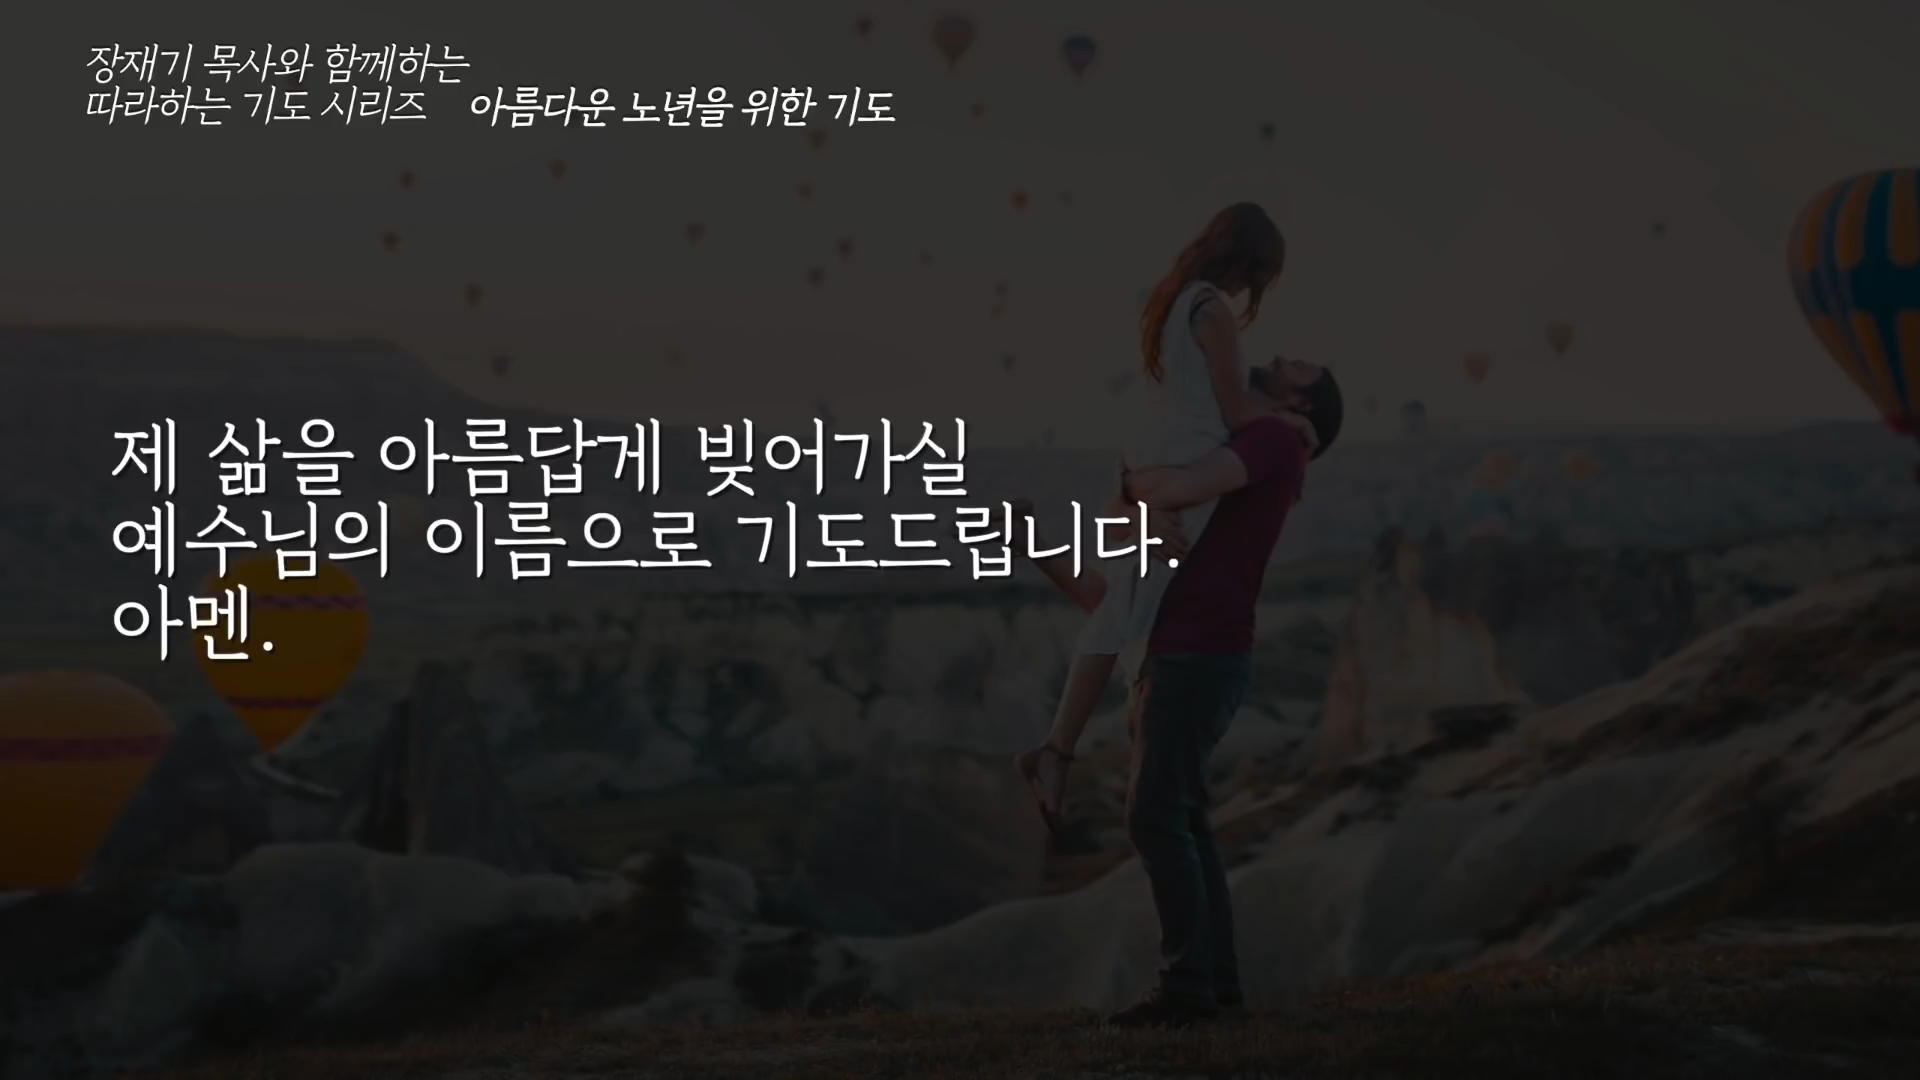 장재기 목사와 함께하는
따라하는 기도 시리즈 아름다운 노년을 위한 기도
제 삶을 아름답게 빚어가실
예수님의 이름으로 기도드립니다.
아멘.